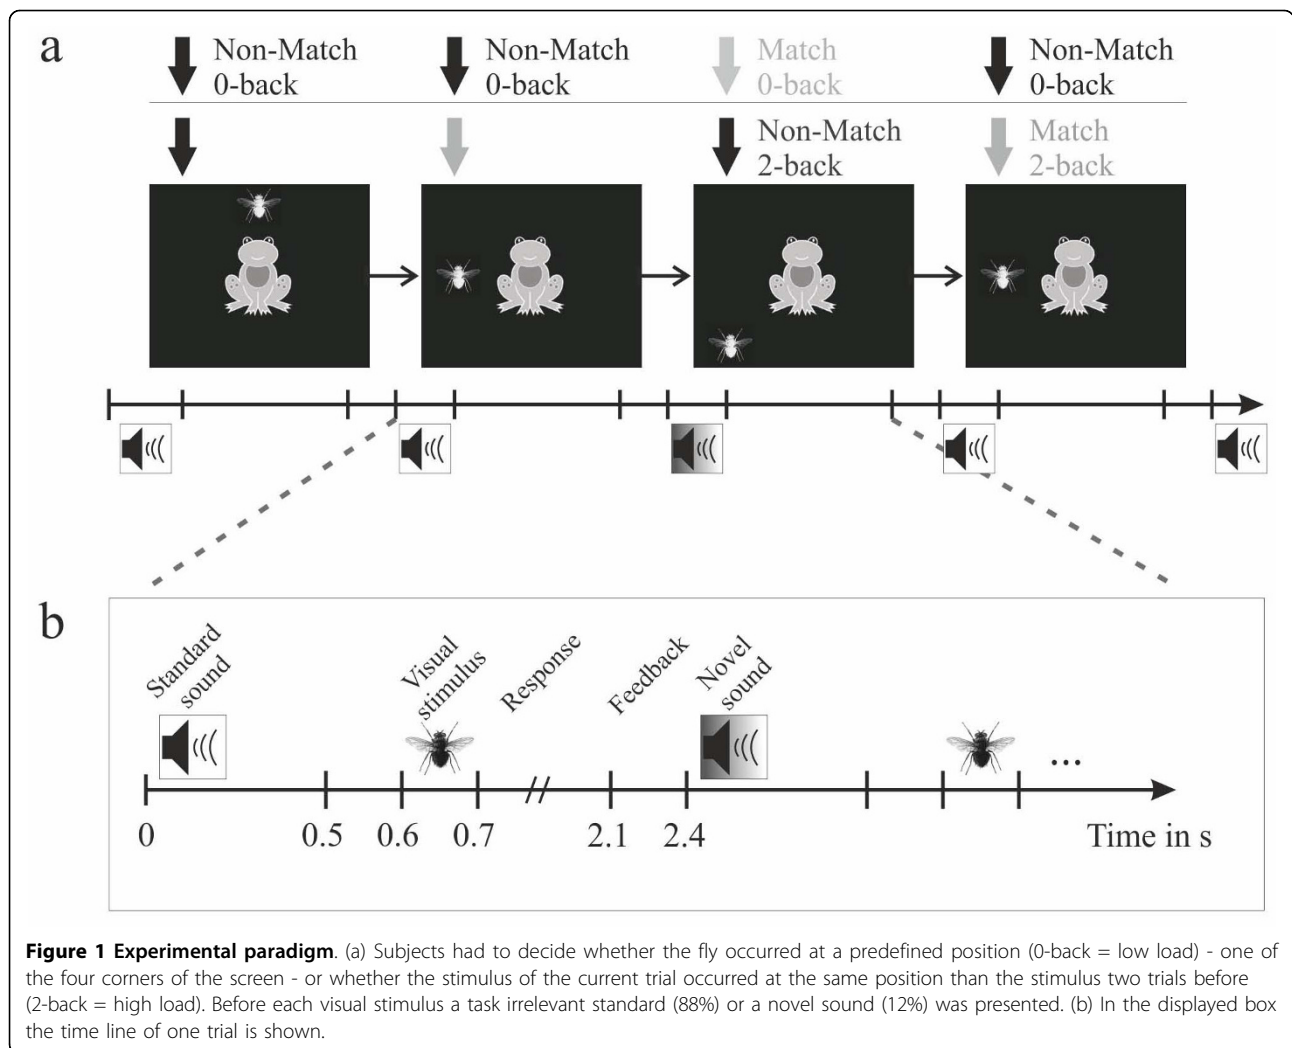 a
Non-Match
0-back
Non-Match
0-back
Match
0-back
Non-Match
0-back
Non-Match
2-back
Match
2-back
b
Standard
sound
Visual
stimulus
Response
Feedback
Novel
sound
...
0 0.5 0.6 0.7 2.1 2.4 Time in s
Figure 1 Experimental paradigm. (a) Subjects had to decide whether the fly occurred at a predefined position (0-back = low load) - one of
the four corners of the screen - or whether the stimulus of the current trial occurred at the same position than the stimulus two trials before
(2-back = high load). Before each visual stimulus a task irrelevant standard (88%) or a novel sound (12%) was presented. (b) In the displayed box
the time line of one trial is shown.